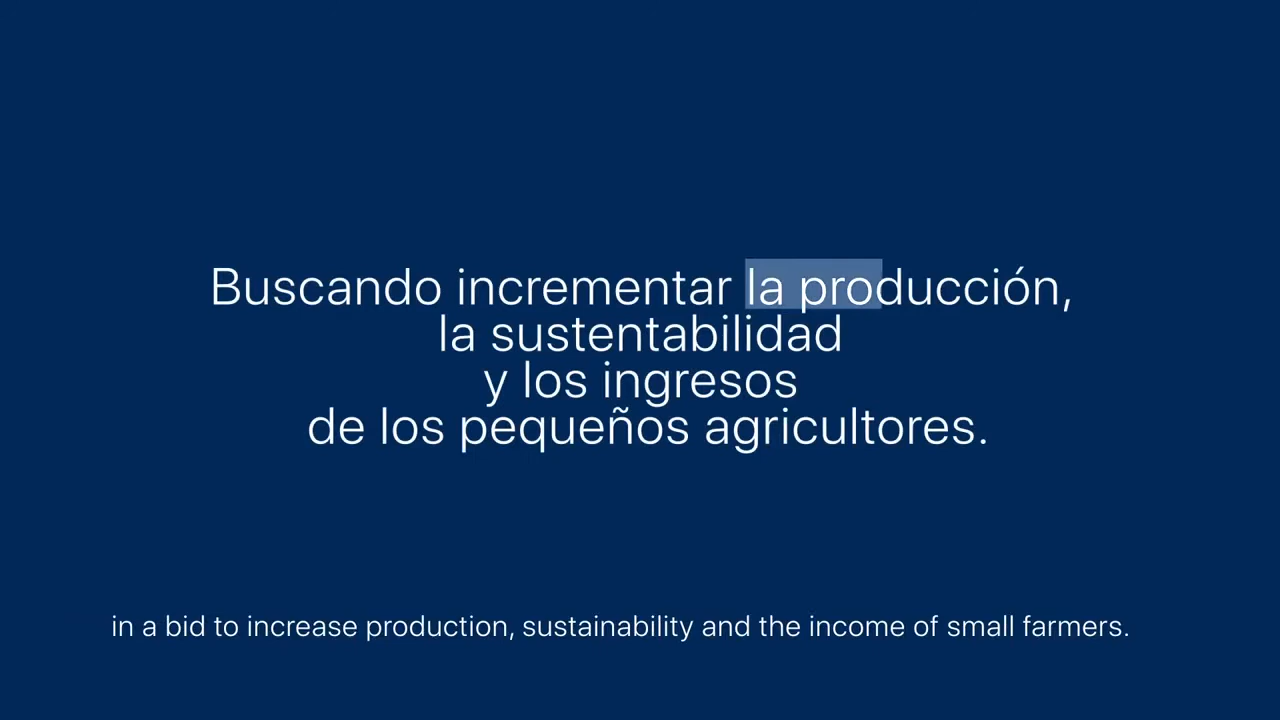 Buscando incrementar la producción,
la sustentabilidad
y los ingresos
de los pequeños agricultores.
in a bid to increase production, sustainability and the income of small farmers.